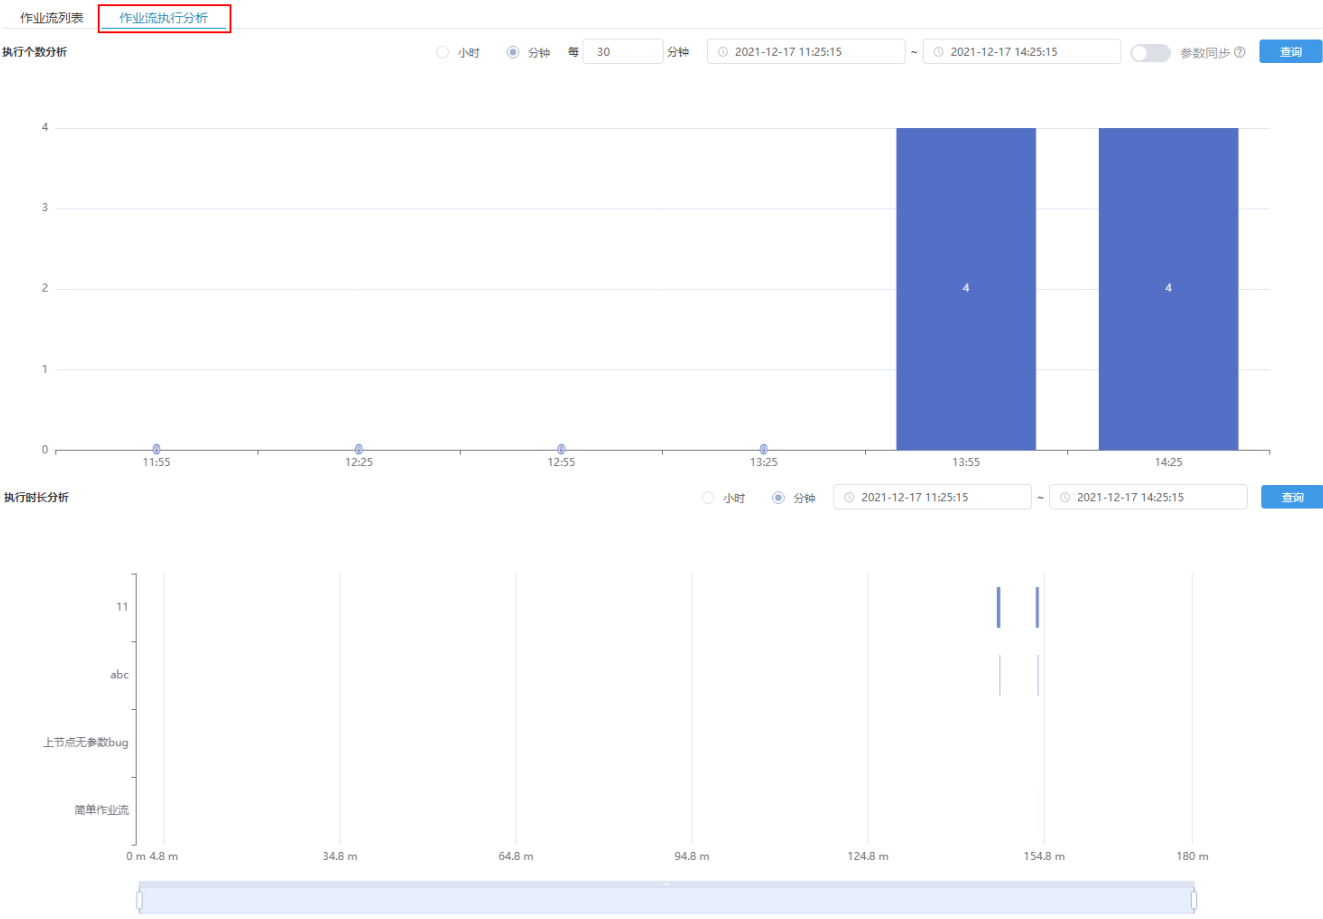 作业流列表 作业流执行分析
执行个数分析 小时 分钟 每 30 分钟 2021-12-17 11:25:15 ~ 2021-12-17 14:25:15 参数同步 ? 查询
4
3
2
4 4
1
0
0 0 0 0
11:55 12:25 12:55 13:25 13:55 14:25
执行时长分析 小时 分钟 2021-12-17 11:25:15 ~ 2021-12-17 14:25:15 查询
11
abc
上节点无参数bug
简单作业流
0 m 4.8 m 34.8 m 64.8 m 94.8 m 124.8 m 154.8 m 180 m